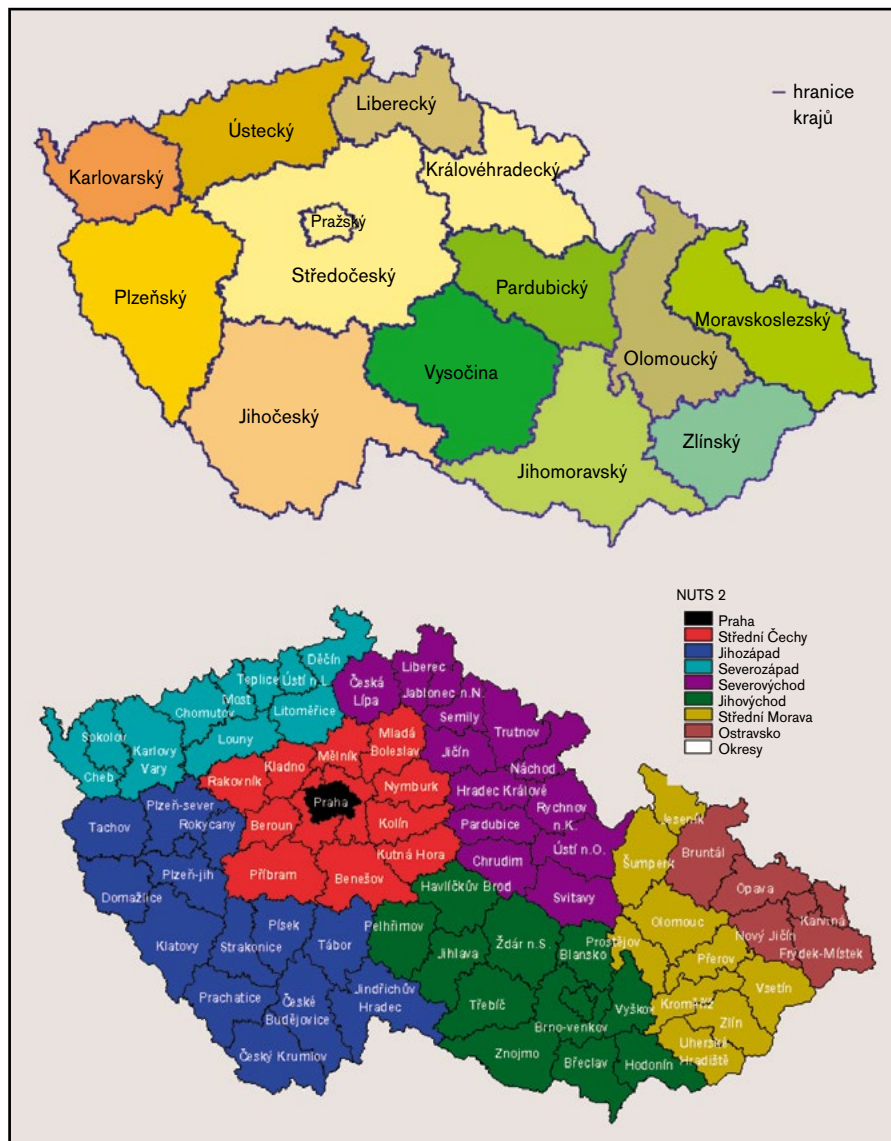 hranice
krajů
Liberecký
Ústecký
Královéhradecký
Karlovarský
Pražský
Středočeský
Pardubický
Plzeňský
Moravskoslezský
Olomoucký
Vysočina
Jihočeský
Zlínský
Jihomoravský
NUTS 2
Praha
Střední Čechy
Jihozápad
Severozápad
Severovýchod
Jihovýchod
Střední Morava
Ostravsko
Okresy
Děčín
Liberec
Teplice
Ústí n.L.
Česká
Lípa
Jablonec n.N.
Most
Chomutov
Litoměřice
Semily
Sokolov
Trutnov
Mladá
Boleslav
Karlovy
Vary
Louny
Mělník
Jičín
Cheb
Rakovník
Kladno
Náchod
Nymburk
Hradec Králové
Praha
Plzeň-sever
Rychnov
n.K.
Tachov
Rokycany
Beroun
Kolín
Pardubice
Jeseník
Kutná Hora
Chrudim
Ústí n.O.
Bruntál
Šumperk
Plzeň-jih
Příbram
Benešov
Havlíčkův Brod
Opava
Domažlice
Svitavy
Karviná
Písek
Pelhřimov
Olomouc
Nový Jičín
Klatovy
Strakonice
Tábor
Žďár n.S.
Prostějov
Frýdek-Místek
Jihlava
Blansko
Přerov
Vsetín
Prachatice
České
Budějovice
Jindřichův
Hradec
Třebíč
Vyškov
Kroměříž
Zlín
Brno-venkov
Uherské
Hradiště
Český Krumlov
Znojmo
Břeclav
Hodonín